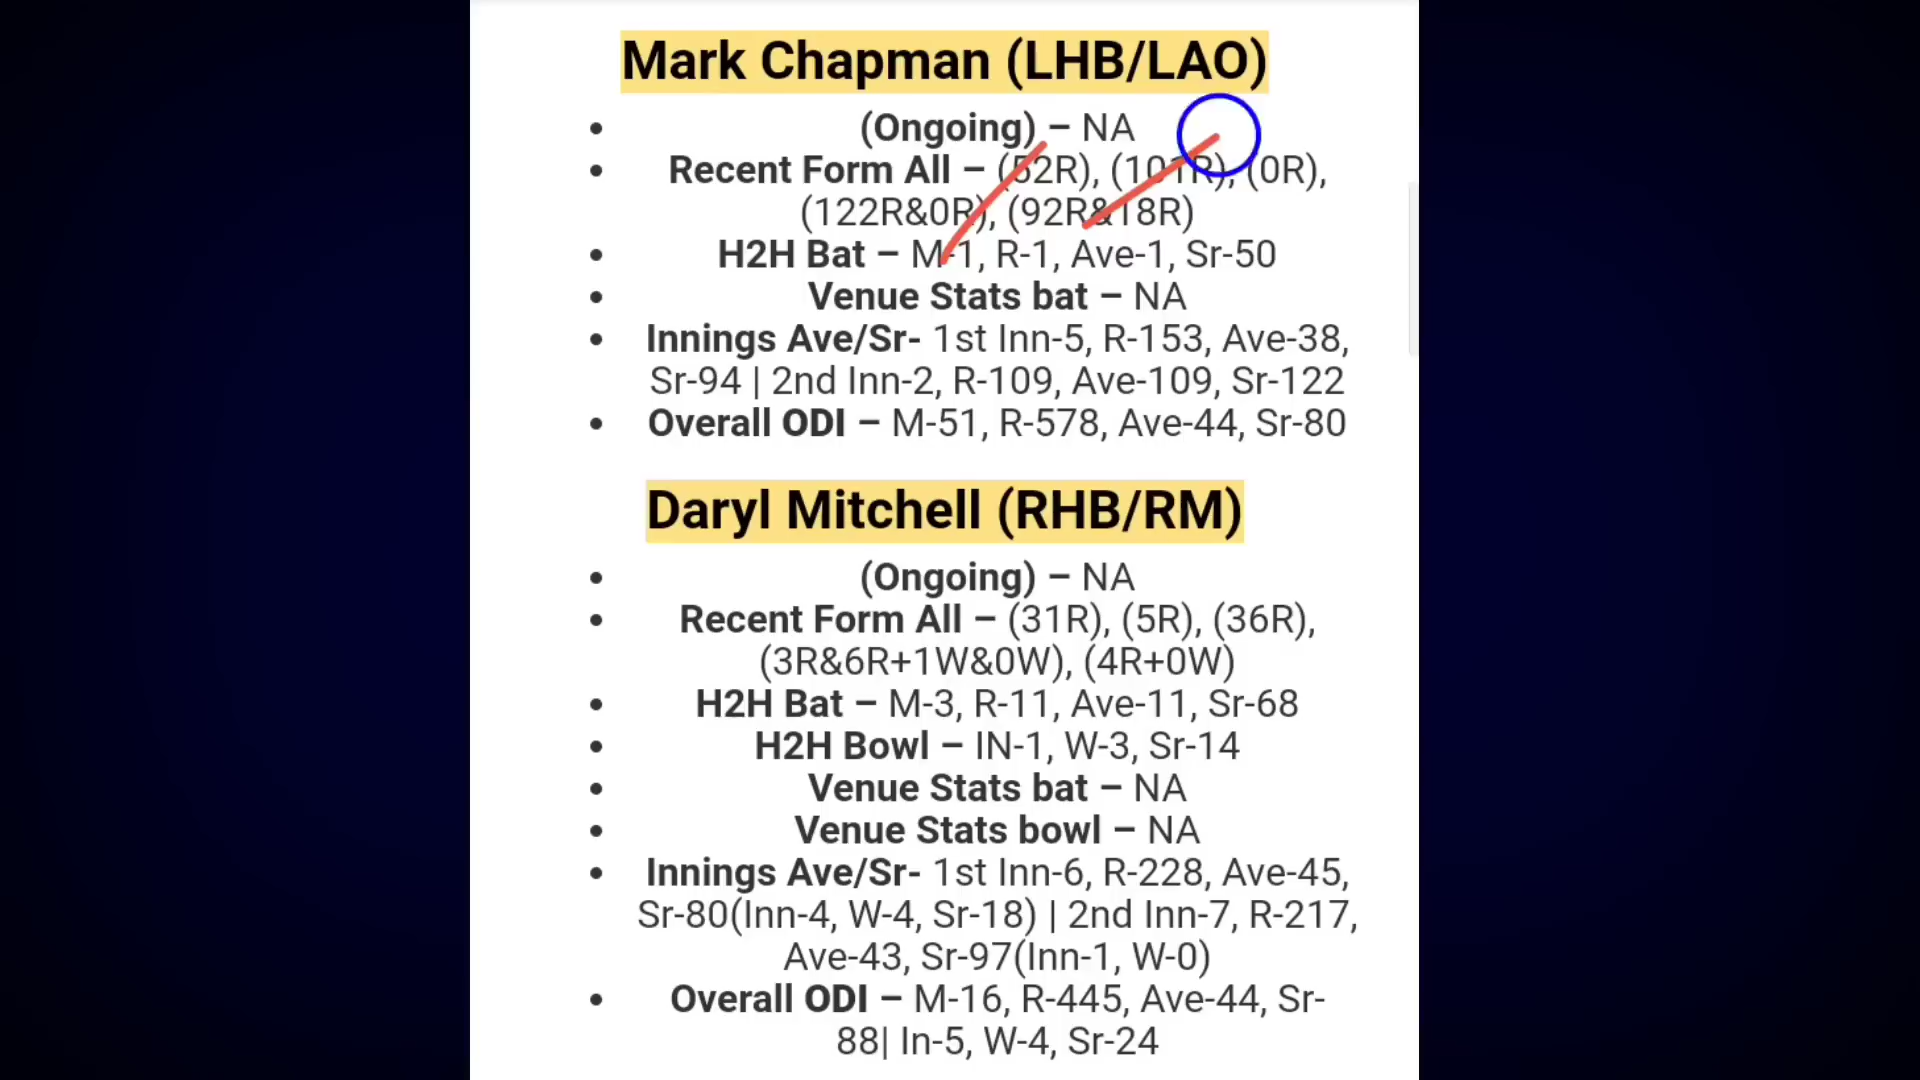 Mark Chapman (LHB/LAO)
(Ongoing) – NA
Recent Form All – (52R), (101R), (0R),
(122R&0R), (92R&18R)
H2H Bat – M-1, R-1, Ave-1, Sr-50
Venue Stats bat – NA
Innings Ave/Sr- 1st Inn-5, R-153, Ave-38,
Sr-94 | 2nd Inn-2, R-109, Ave-109, Sr-122
Overall ODI – M-51, R-578, Ave-44, Sr-80
Daryl Mitchell (RHB/RM)
(Ongoing) – NA
Recent Form All – (31R), (5R), (36R),
(3R&6R+1W&0W), (4R+0W)
H2H Bat – M-3, R-11, Ave-11, Sr-68
H2H Bowl – IN-1, W-3, Sr-14
Venue Stats bat – NA
Venue Stats bowl – NA
Innings Ave/Sr- 1st Inn-6, R-228, Ave-45,
Sr-80(Inn-4, W-4, Sr-18) | 2nd Inn-7, R-217,
Ave-43, Sr-97(Inn-1, W-0)
Overall ODI – M-16, R-445, Ave-44, Sr-
88| In-5, W-4, Sr-24